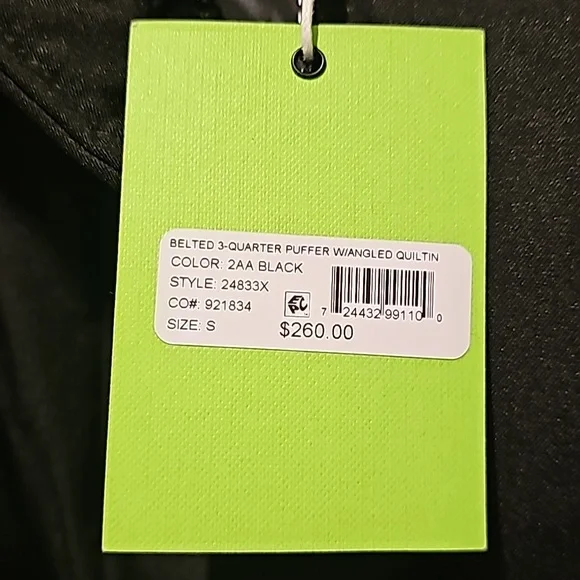 BELTED 3-QUARTER PUFFER W/ANGLED QUILTIN
COLOR: 2AA BLACK
STYLE: 24833X
CO#: 921834
SIZE: S
$260.00
7 24432 99110 0